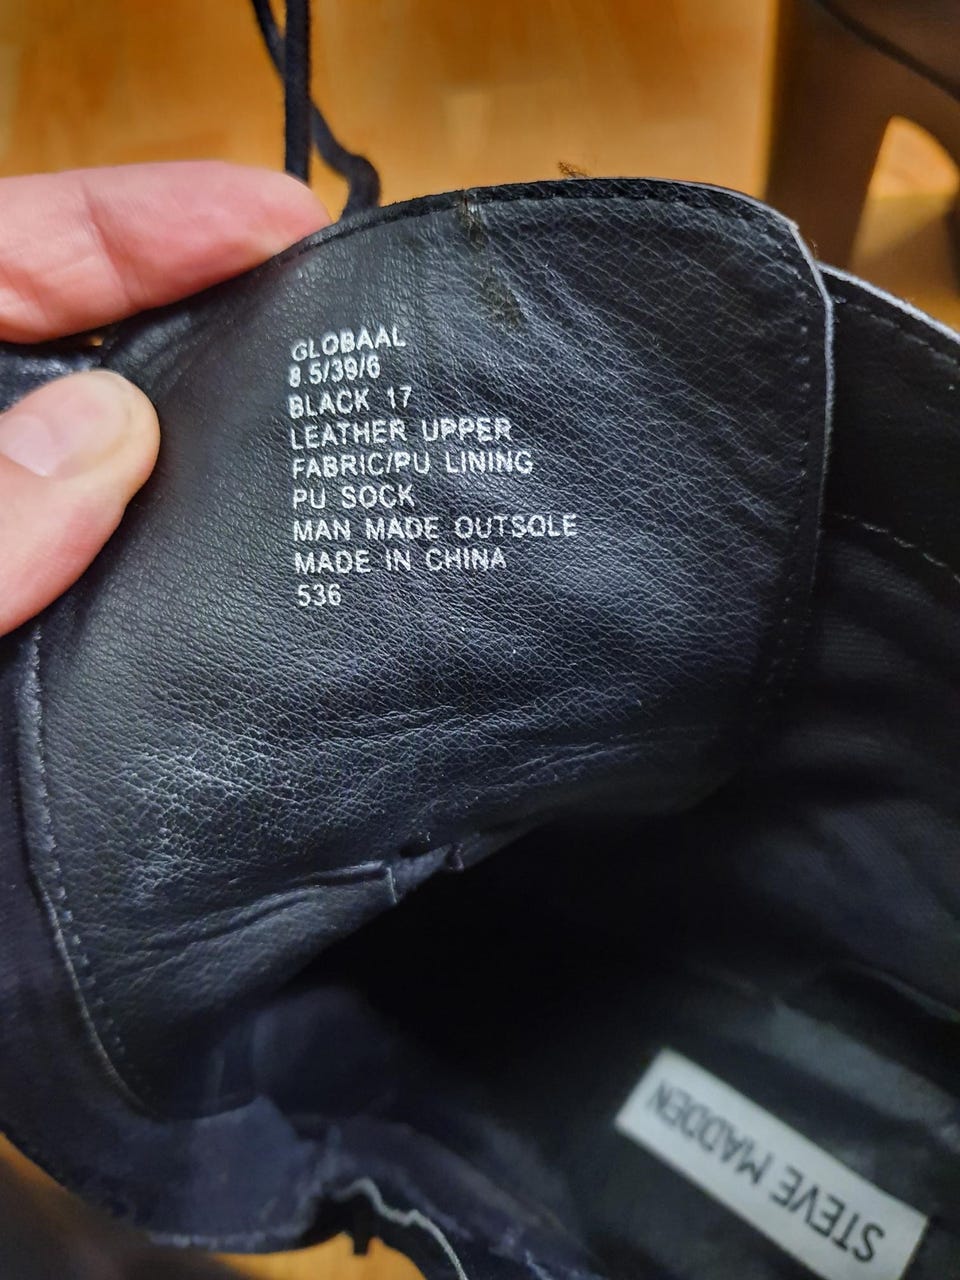 GLOBAAL
8.5/39/6
BLACK 17
LEATHER UPPER
FABRIC/PU LINING
PU SOCK
MAN MADE OUTSOLE
MADE IN CHINA
536
STEVE MADDEN